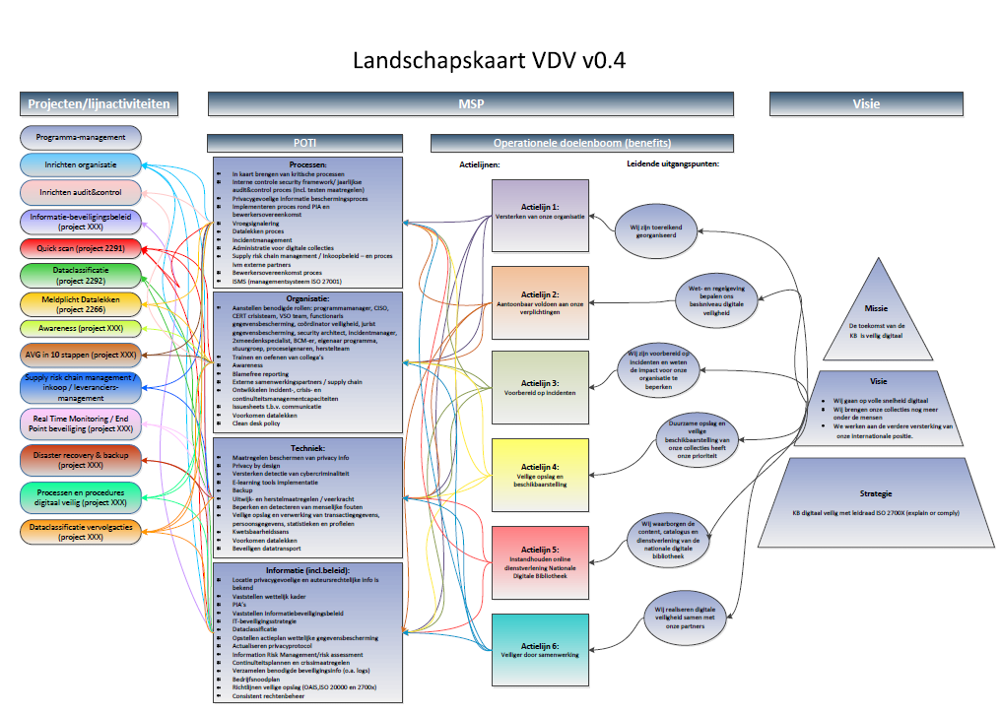 Landschapskaart VDV v0.4
Projecten/lijnactiviteiten
MSP
Visie
Programma-management
Inrichten organisatie
Inrichten audit&control
Informatie-beveiligingsbeleid
(project XXX)
Quick scan (project 2291)
Dataclassificatie
(project 2292)
Meldplicht Datalekken
(project 2266)
Awareness (project XXX)
AVG in 10 stappen (project XXX)
Supply risk chain management /
inkoop / leveranciers-
management
Real Time Monitoring / End
Point beveiliging (project XXX)
Disaster recovery & backup
(project XXX)
Processen en procedures
digitaal veilig (project XXX)
Dataclassificatie vervolgacties
(project XXX)
POTI
Processen:
In kaart brengen van kritische processen
Interne controle security framework/ jaarlijkse
audit&control proces (incl. testen maatregelen)
Privacygevoelige informatie beschermingsproces
Implementeren proces rond PIA en
bewerkersovereenkomst
Vroegsignalering
Datalekken proces
Incidentmanagement
Administratie voor digitale collecties
Supply risk chain management / inkoopbeleid – en proces
ivm externe partners
Bewerkersovereenkomst proces
ISMS (managementsysteem ISO 27001)
Organisatie:
Aanstellen benodigde rollen: programamanager, CISO,
CERT crisisteam, VSO team, functionaris
gegevensbescherming, coördinator veiligheid, jurist
gegevensbescherming, security architect, incidentmanager,
2smeedenspecialist, BCM-er, eigenaar programma,
stuurgroep, proceseigenaren, herstelteam
Trainen en oefenen van collega's
Awareness
Blamefree reporting
Externe samenwerkingspartners / supply chain
Ontwikkelen incident-, crisis- en
continuïteitsmanagementcapaciteiten
Issuesheets t.b.v. communicatie
Voorkomen datalekken
Clean desk policy
Techniek:
Maatregelen beschermen van privacy info
Privacy by design
Versterken detectie van cybercriminaliteit
E-learning tools implementatie
Backup
Uitwijk- en herstelmaatregelen / veerkracht
Beperken en detecteren van menselijke fouten
Veilige opslag en verwerking van transactiegegevens,
persoonsgegevens, statistieken en profielen
Kwetsbaarheidsans
Voorkomen datalekken
Beveiligen datatransport
Informatie (incl.beleid):
Locatie privacygevoelige en auteursrechtelijke info is
bekend
Vaststellen wettelijk kader
PIA's
Vaststellen Informatiebeveiligingsbeleid
IT-beveiligingsstrategie
Dataclassificatie
Opstellen actieplan wettelijke gegevensbescherming
Actualiseren privacyprotocol
Information Risk Management/risk assessment
Continuïteitsplannen en crissimaatregelen
Verzamelen benodigde beveiligingsinfo (o.a. logs)
Bedrijfsnoodplan
Richtlijnen veilige opslag (OAIS,ISO 20000 en 2700x)
Consistent rechtenbeheer
Operationele doelenboom (benefits)
Actielijnen:
Leidende uitgangspunten:
Actielijn 1:
Versterken van onze organisatie
Actielijn 2:
Aantoonbaar voldoen aan onze
verplichtingen
Actielijn 3:
Voorbereid op incidenten
Actielijn 4:
Veilige opslag en
beschikbaarstelling
Actielijn 5:
Instandhouden online
dienstverlening Nationale
Digitale Bibliotheek
Actielijn 6:
Veiliger door samenwerking
Wij zijn toereikend
georganiseerd
Wet- en regelgeving
bepalen ons
basisniveau digitale
veiligheid
Wij zijn voorbereid op
incidenten en weten
de impact voor onze
organisatie te
beperken
Duurzame opslag en
veilige
beschikbaarstelling van
onze collecties heeft
onze prioriteit
Wij waarborgen de
content, catalogus en
dienstverlening van de
nationale digitale
bibliotheek
Wij realiseren digitale
veiligheid samen met
onze partners
Missie
De toekomst van de
KB is veilig digitaal
Visie
Wij gaan op volle snelheid digitaal
Wij brengen onze collecties nog meer
onder de mensen
We werken aan de verdere versterking van
onze internationale positie.
Strategie
KB digitaal veilig met leidraad ISO 2700X (explain or comply)